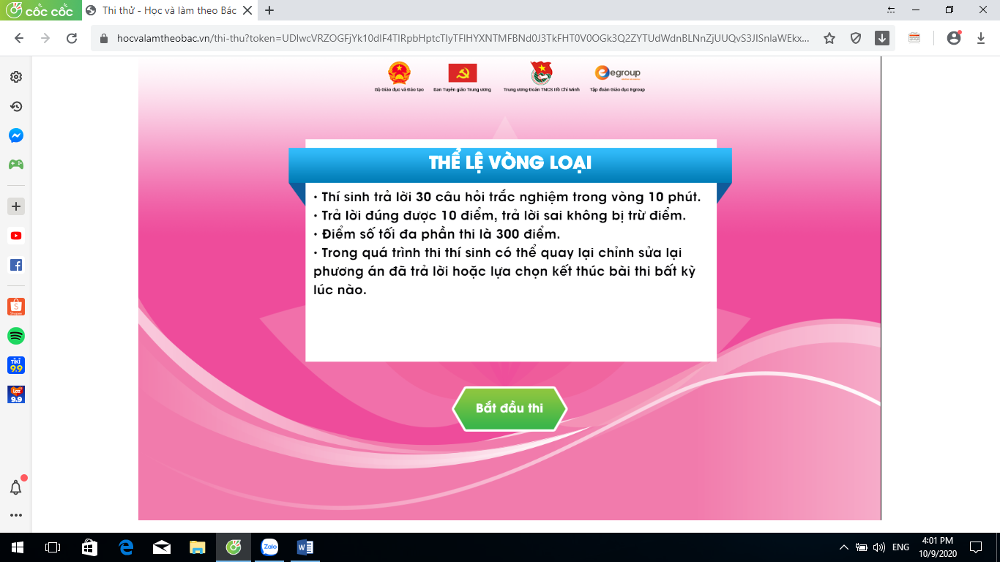 cốc cốc
Thi thử - Học và làm theo Bác
hocvalamtheobac.vn/thi-thu?token=
Bộ Giáo dục và Đào tạo
Ban Tuyên giáo Trung ương
Trung ương Đoàn TNCS Hồ Chí Minh
egroup
Tập đoàn Giáo dục Egroup
THỂ LỆ VÒNG LOẠI
• Thí sinh trả lời 30 câu hỏi trắc nghiệm trong vòng 10 phút.
• Trả lời đúng được 10 điểm, trả lời sai không bị trừ điểm.
• Điểm số tối đa phần thi là 300 điểm.
• Trong quá trình thi thí sinh có thể quay lại chỉnh sửa lại
phương án đã trả lời hoặc lựa chọn kết thúc bài thi bất kỳ
lúc nào.
Bắt đầu thi
Shopee
TIKI
9.9
Laz
9.9
Zalo
ENG
4:01 PM
10/9/2020